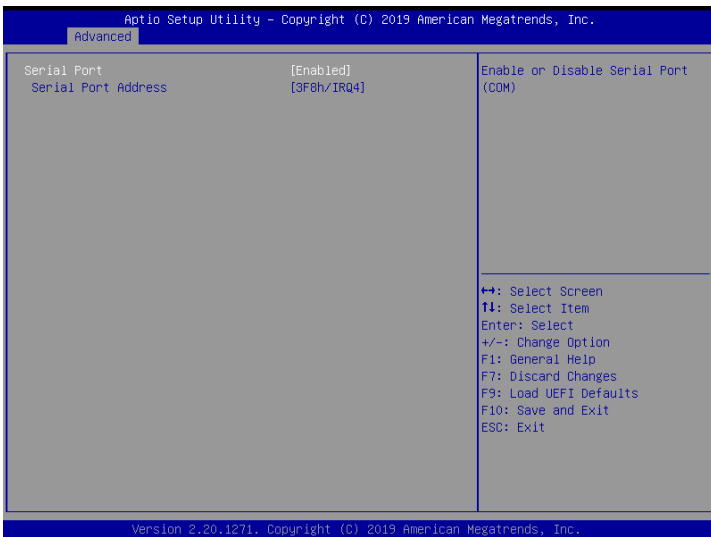 Aptio Setup Utility – Copyright (C) 2019 American Megatrends, Inc.
Advanced
Serial Port [Enabled]
Serial Port Address [3F8h/IRQ4]
Enable or Disable Serial Port
(COM)
↔: Select Screen
↑↓: Select Item
Enter: Select
+/-: Change Option
F1: General Help
F7: Discard Changes
F9: Load UEFI Defaults
F10: Save and Exit
ESC: Exit
Version 2.20.1271. Copyright (C) 2019 American Megatrends, Inc.